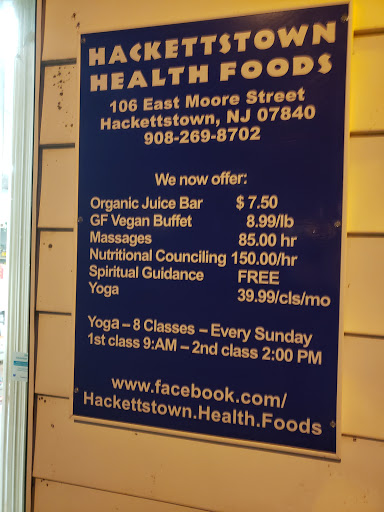 HACKETTSTOWN
HEALTH FOODS
106 East Moore Street
Hackettstown, NJ 07840
908-269-8702
We now offer:
Organic Juice Bar $ 7.50
GF Vegan Buffet 8.99/lb
Massages 85.00 hr
Nutritional Counciling 150.00/hr
Spiritual Guidance FREE
Yoga 39.99/cls/mo
Yoga – 8 Classes – Every Sunday
1st class 9:AM – 2nd class 2:00 PM
www.facebook.com/
Hackettstown.Health.Foods